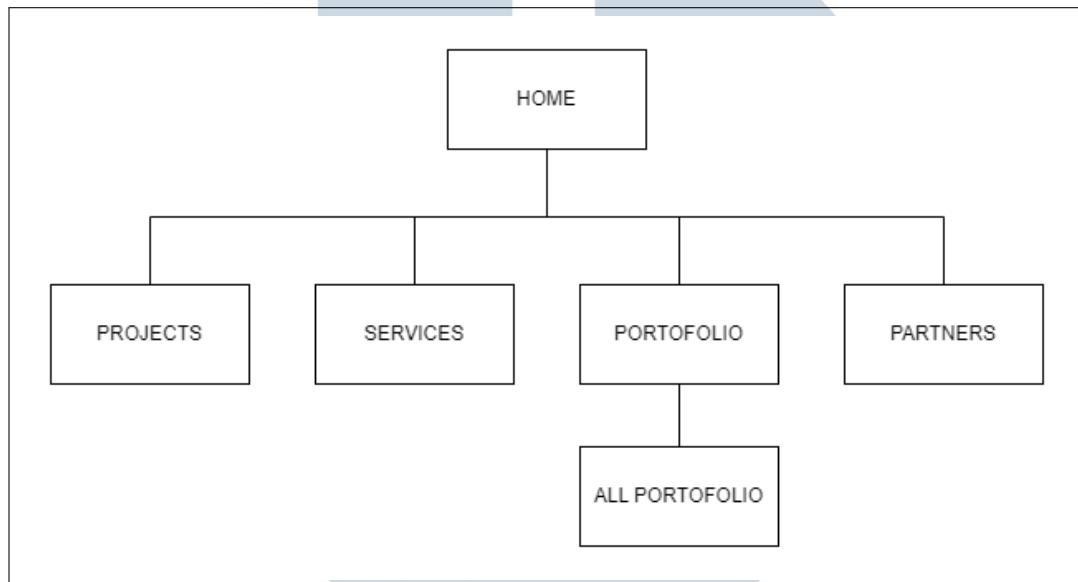 HOME
PROJECTS
SERVICES
PORTOFOLIO
PARTNERS
ALL PORTOFOLIO